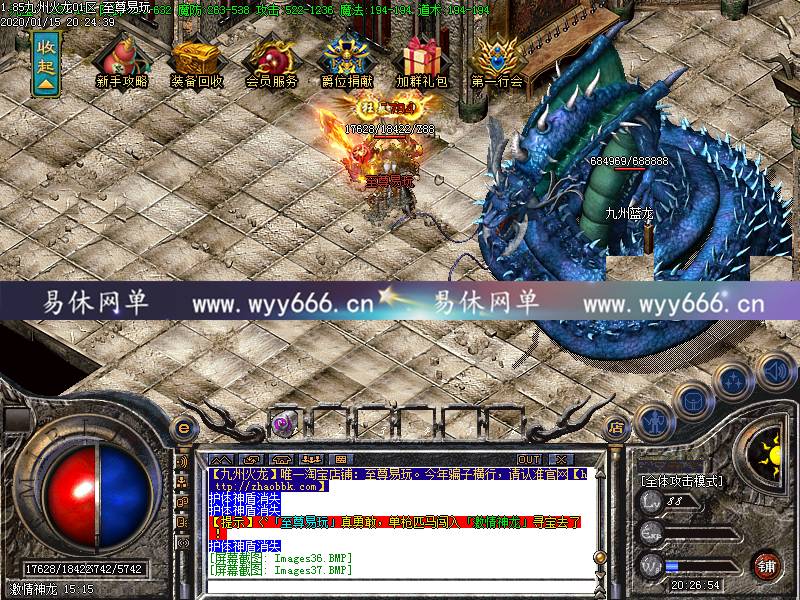 1.85九州火龙01区-至尊易玩
-632 魔防:263-538 攻击:522-1236 魔法:194-194 道术:194-194
2020/01/15 20:24:39
收起
新手攻略 装备回收 会员服务 爵位捐献 加群礼包 第一行会
17628/18422/Z88
至尊易玩
684969/688888
九州蓝龙
易休网单 www.wyy666.cn 易休网单 www.wyy666.cn
店
OUT
【九州火龙】唯一淘宝店铺：至尊易玩。今年骗子横行，请认准官网【h
ttp://zhaobbk.com】
护体神盾消失
护体神盾消失
【提示】《「至尊易玩」真勇敢，单枪匹马闯入「激情神龙」寻宝去了
！
护体神盾消失
[屏幕截图: Images36.BMP]
[屏幕截图: Images37.BMP]
[全体攻击模式]
Lv 88
Exp
W
铺
20:26:54
激情神龙 15:15